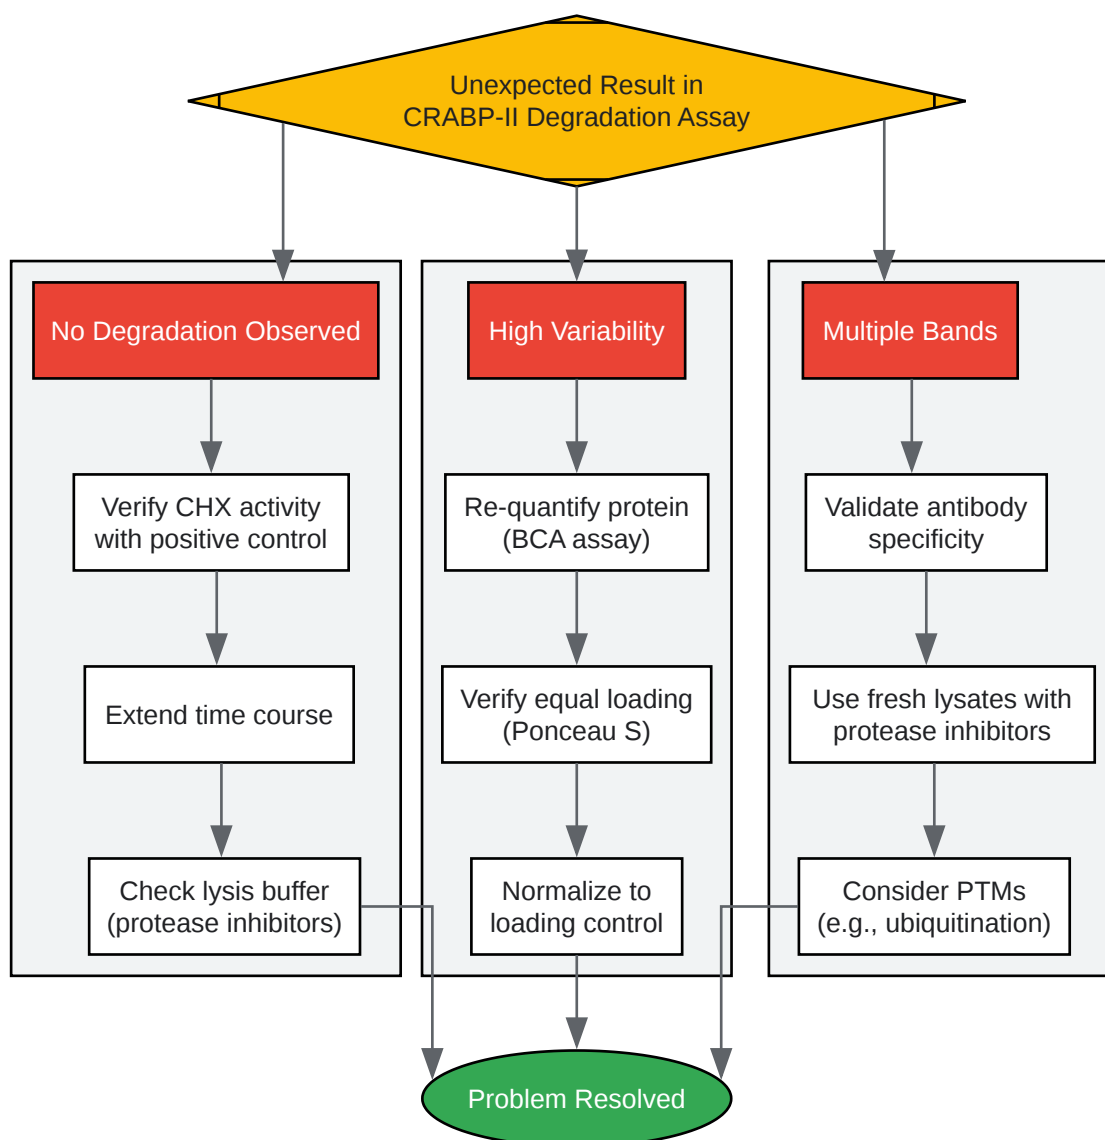 Unexpected Result in
CRABP-II Degradation Assay
No Degradation Observed
High Variability
Multiple Bands
Verify CHX activity
with positive control
Re-quantify protein
(BCA assay)
Validate antibody
specificity
Extend time course
Verify equal loading
(Ponceau S)
Use fresh lysates with
protease inhibitors
Check lysis buffer
(protease inhibitors)
Normalize to
loading control
Consider PTMs
(e.g., ubiquitination)
Problem Resolved